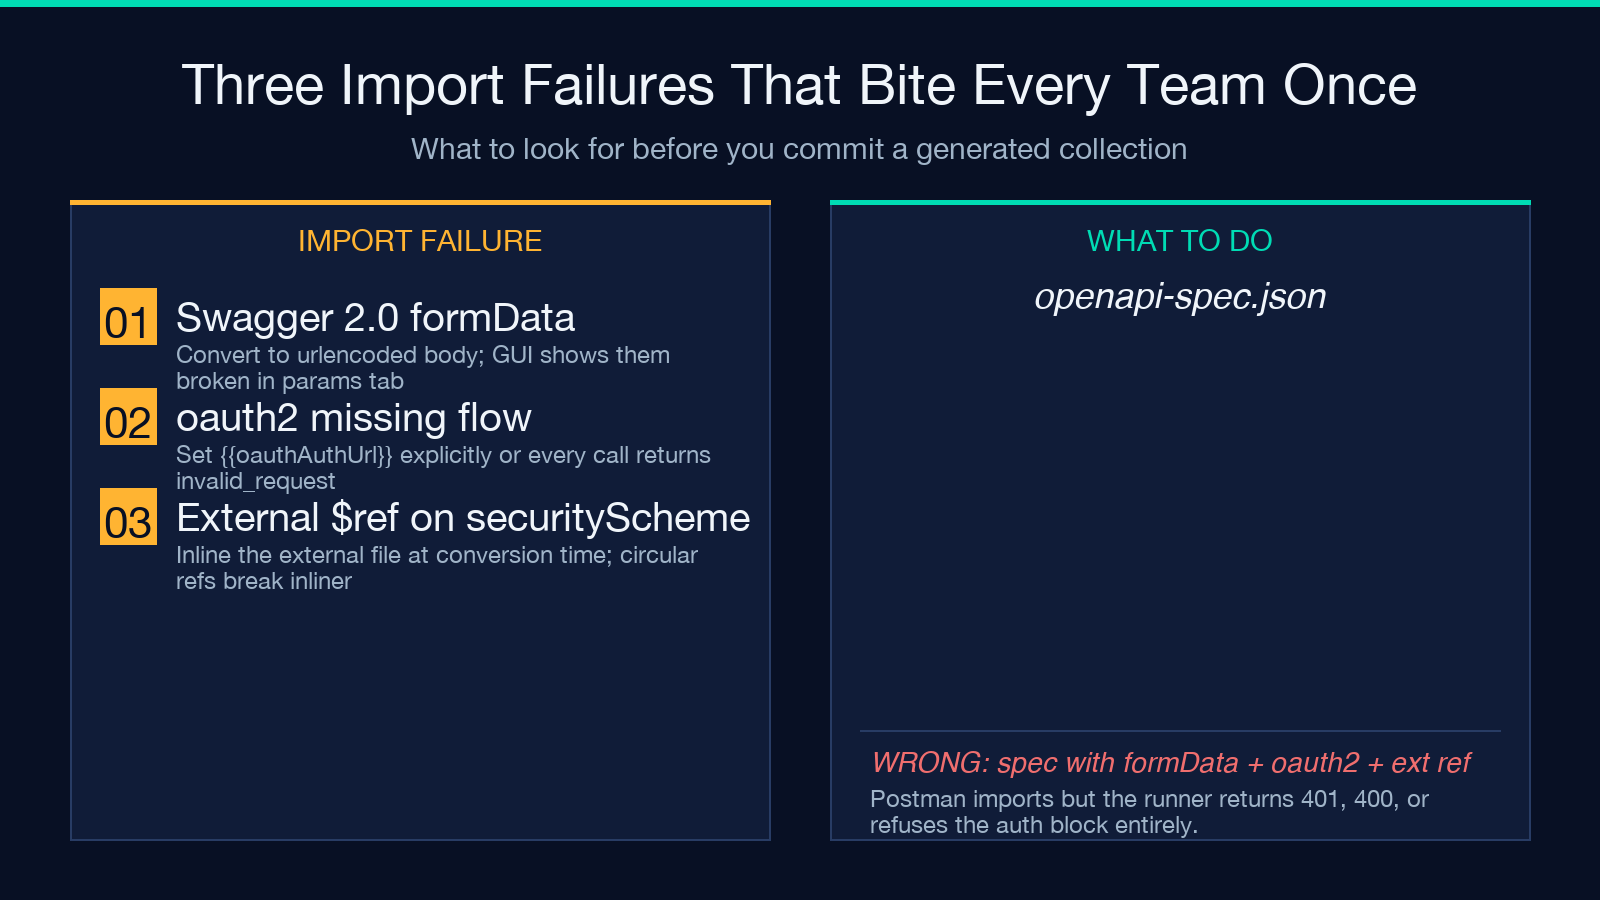 Three Import Failures That Bite Every Team Once
What to look for before you commit a generated collection
IMPORT FAILURE
01
Swagger 2.0 formData
Convert to urlencoded body; GUI shows them
broken in params tab
02
oauth2 missing flow
Set {{oauthAuthUrl}} explicitly or every call returns
invalid_request
03
External $ref on securityScheme
Inline the external file at conversion time; circular
refs break inliner
WHAT TO DO
openapi-spec.json
WRONG: spec with formData + oauth2 + ext ref
Postman imports but the runner returns 401, 400, or
refuses the auth block entirely.